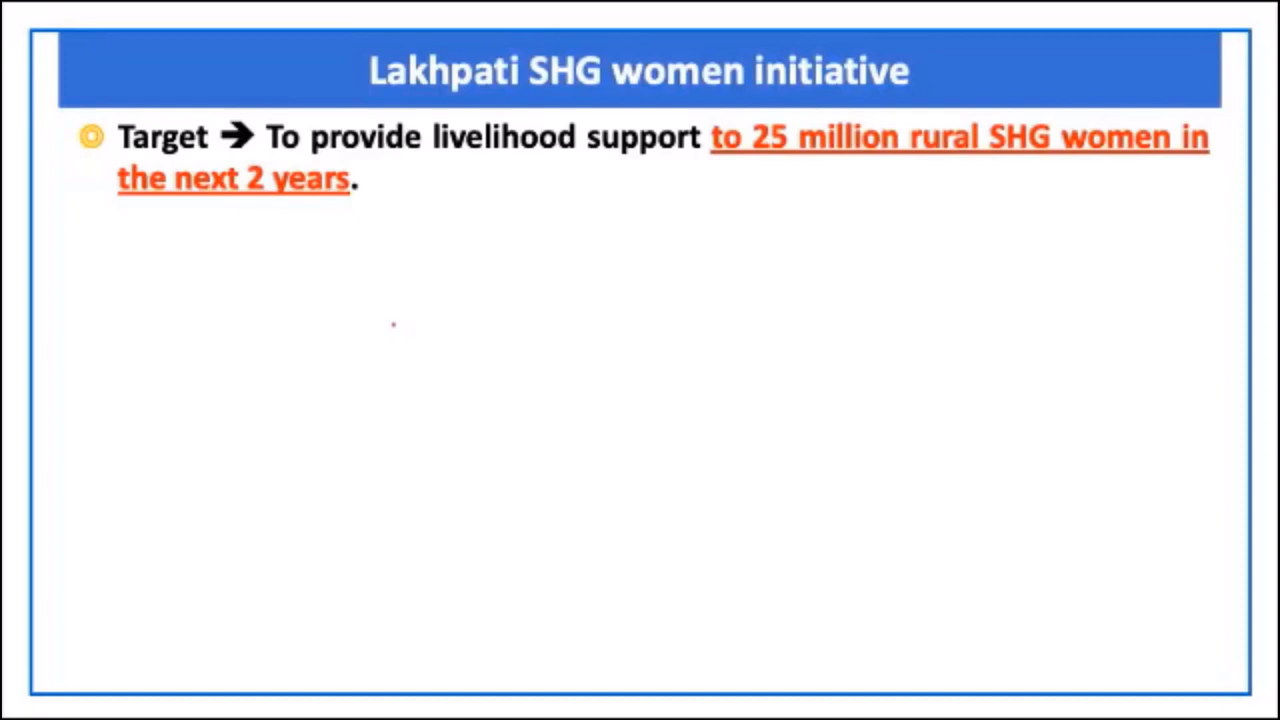 Lakhpati SHG women initiative
Target ➔ To provide livelihood support to 25 million rural SHG women in
the next 2 years.